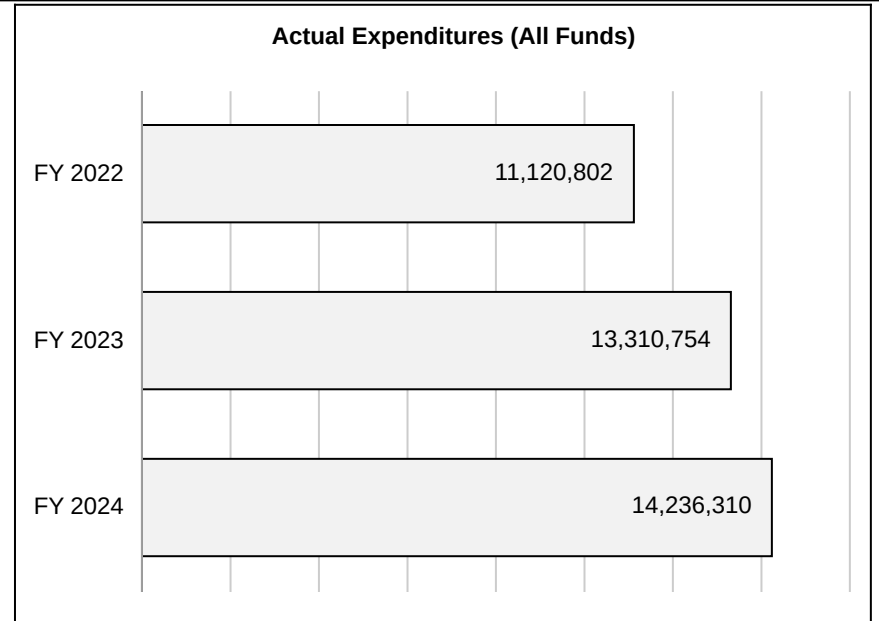 Actual Expenditures (All Funds)
FY 2022
11,120,802
FY 2023
13,310,754
FY 2024
14,236,310